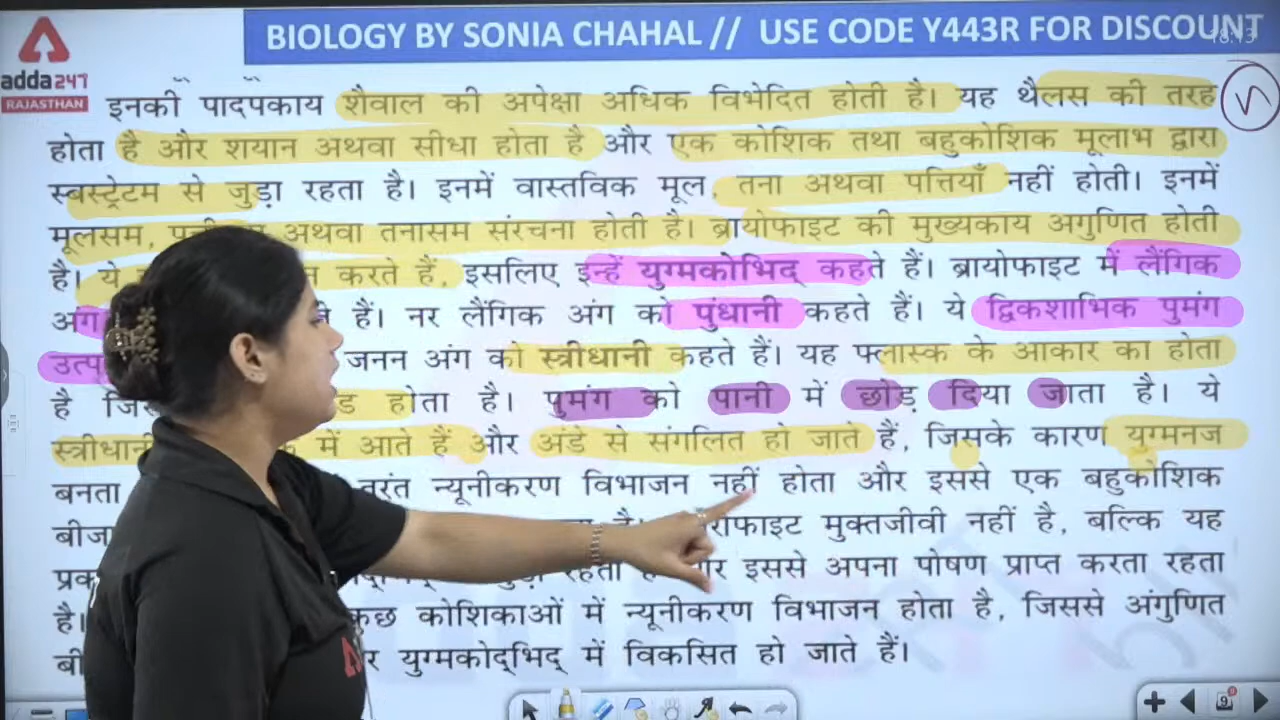 BIOLOGY BY SONIA CHAHAL // USE CODE Y443R FOR DISCOUNT
18:13
adda247
RAJASTHAN
इनकी पादपकाय शैवाल की अपेक्षा अधिक विभेदित होती है। यह थैलस की तरह
होता है और शयान अथवा सीधा होता है और एक कोशिक तथा बहुकोशिक मूलाभ द्वारा
स्बस्ट्रेटम से जुड़ा रहता है। इनमें वास्तविक मूल, तना अथवा पत्तियाँ नहीं होती। इनमें
मूलसम, अथवा तनासम संरचना होती है। ब्रायोफाइट की मुख्यकाय अगुणित होती
है। ये करते हैं, इसलिए इन्हें युग्मकोभिद् कहते हैं। ब्रायोफाइट में लैंगिक
अंग हैं। नर लैंगिक अंग को पुंधानी कहते हैं। ये द्विकशाभिक पुमंग
जनन अंग को स्त्रीधानी कहते हैं। यह फ्लास्क के आकार का होता
है होता है। पुमंग को पानी में छोड़ दिया जाता है। ये
स्त्रीधानी में आते हैं और अंडे से संगलित हो जाते हैं, जिसके कारण युग्मनज
बनता तुरंत न्यूनीकरण विभाजन नहीं होता और इससे एक बहुकोशिक
मुक्तजीवी नहीं है, बल्कि यह
जुड़ा रहता इससे अपना पोषण प्राप्त करता रहता
है। कुछ कोशिकाओं में न्यूनीकरण विभाजन होता है, जिससे अंगुणित
युग्मकोद्भिद् में विकसित हो जाते हैं।
9